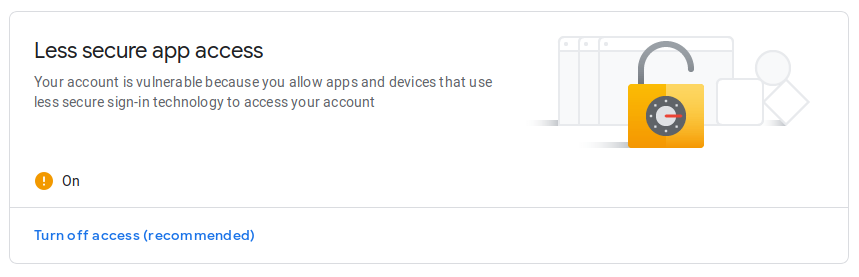 Less secure app access
Your account is vulnerable because you allow apps and devices that use
less secure sign-in technology to access your account
On
Turn off access (recommended)